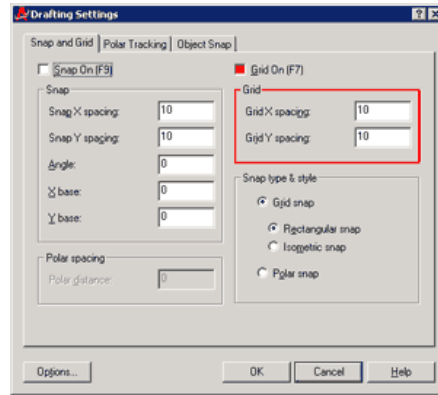 Drafting Settings
Snap and Grid
Polar Tracking
Object Snap
Snap On (F9)
Grid On (F7)
Snap
Snap X spacing: 10
Snap Y spacing: 10
Angle: 0
X base: 0
Y base: 0
Grid
Grid X spacing: 10
Grid Y spacing: 10
Snap type & style
Grid snap
Rectangular snap
Isometric snap
Polar snap
Polar spacing
Polar distance: 0
Options...
OK
Cancel
Help